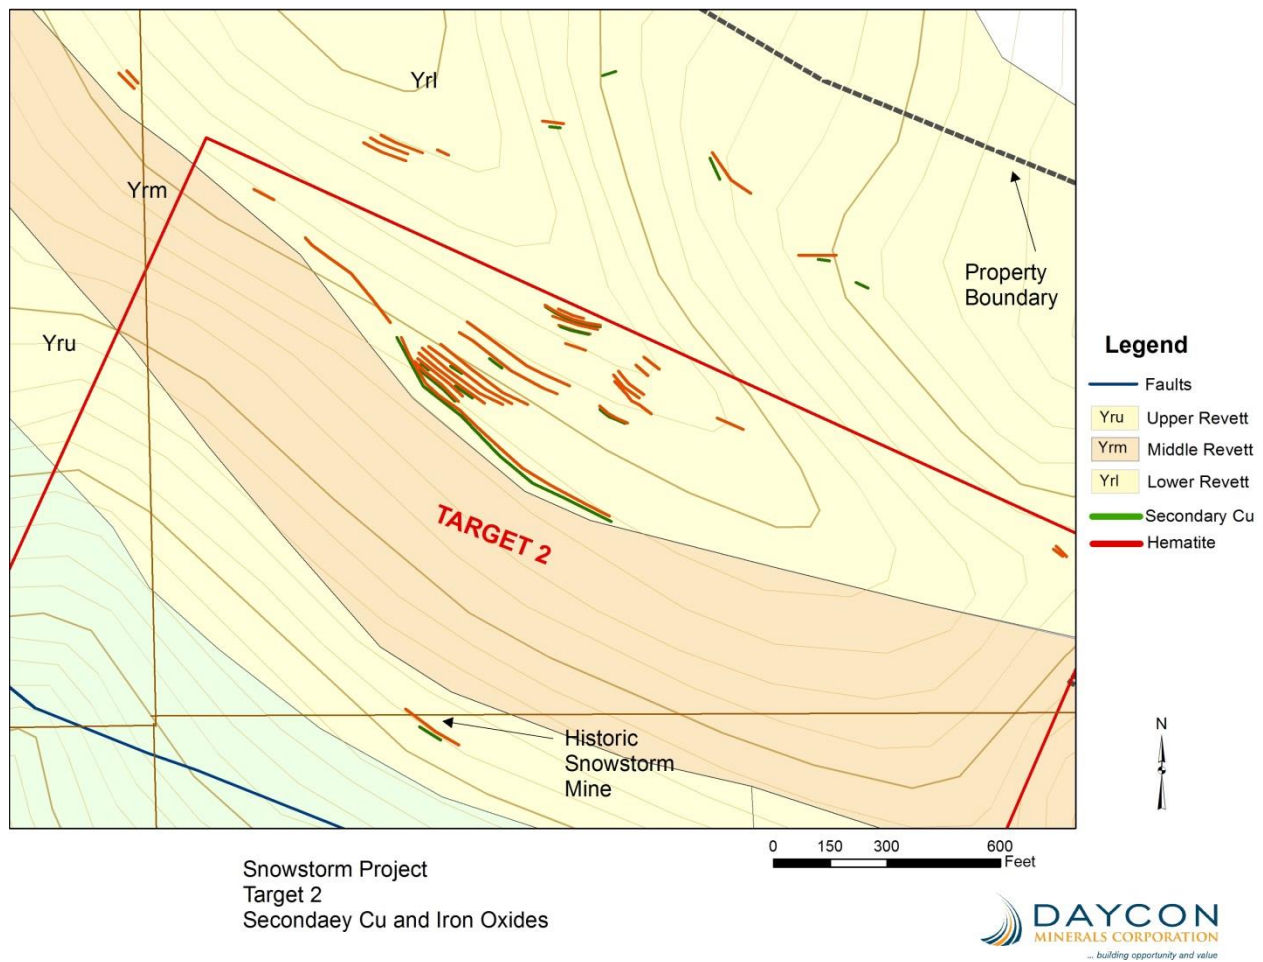 Yrl
Yrm
Yru
Property
Boundary
TARGET 2
Historic
Snowstorm
Mine
Legend
Faults
Yru Upper Revett
Yrm Middle Revett
Yrl Lower Revett
Secondary Cu
Hematite
N
0 150 300 600
Feet
Snowstorm Project
Target 2
Secondaey Cu and Iron Oxides
DAYCON
MINERALS CORPORATION
... building opportunity and value